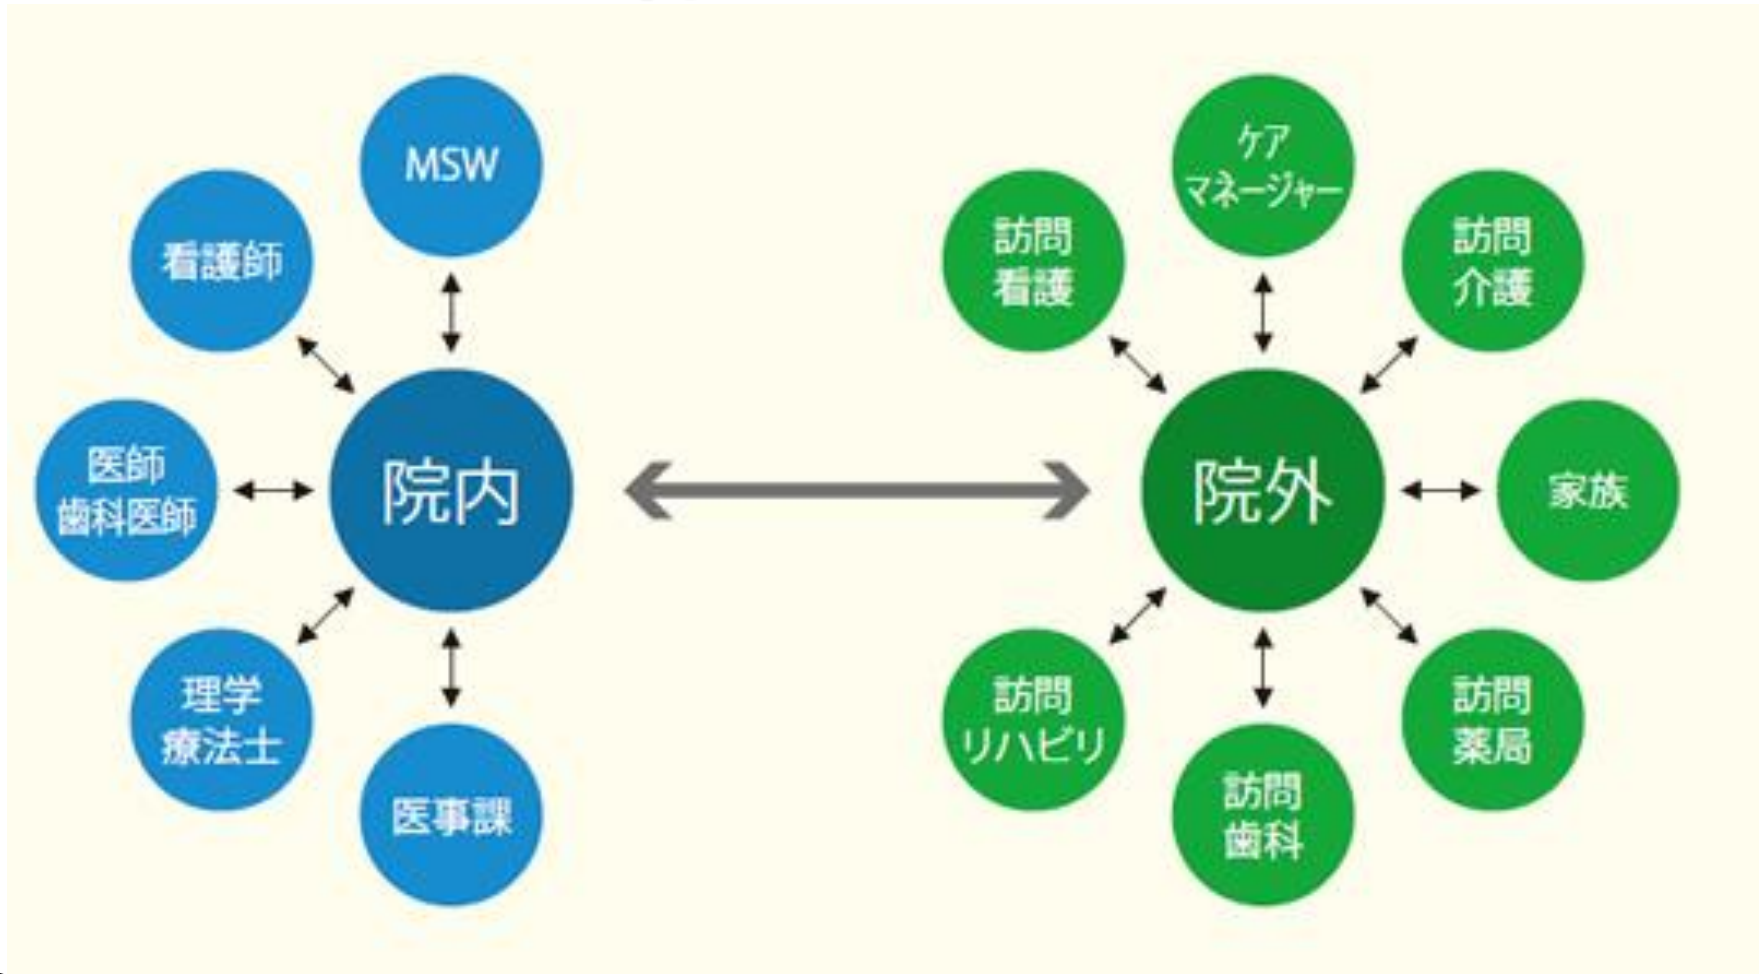 MSW
看護師
医師
歯科医師
院内
理学
療法士
医事課
ケア
マネージャー
訪問
看護
訪問
介護
院外
家族
訪問
リハビリ
訪問
薬局
訪問
歯科